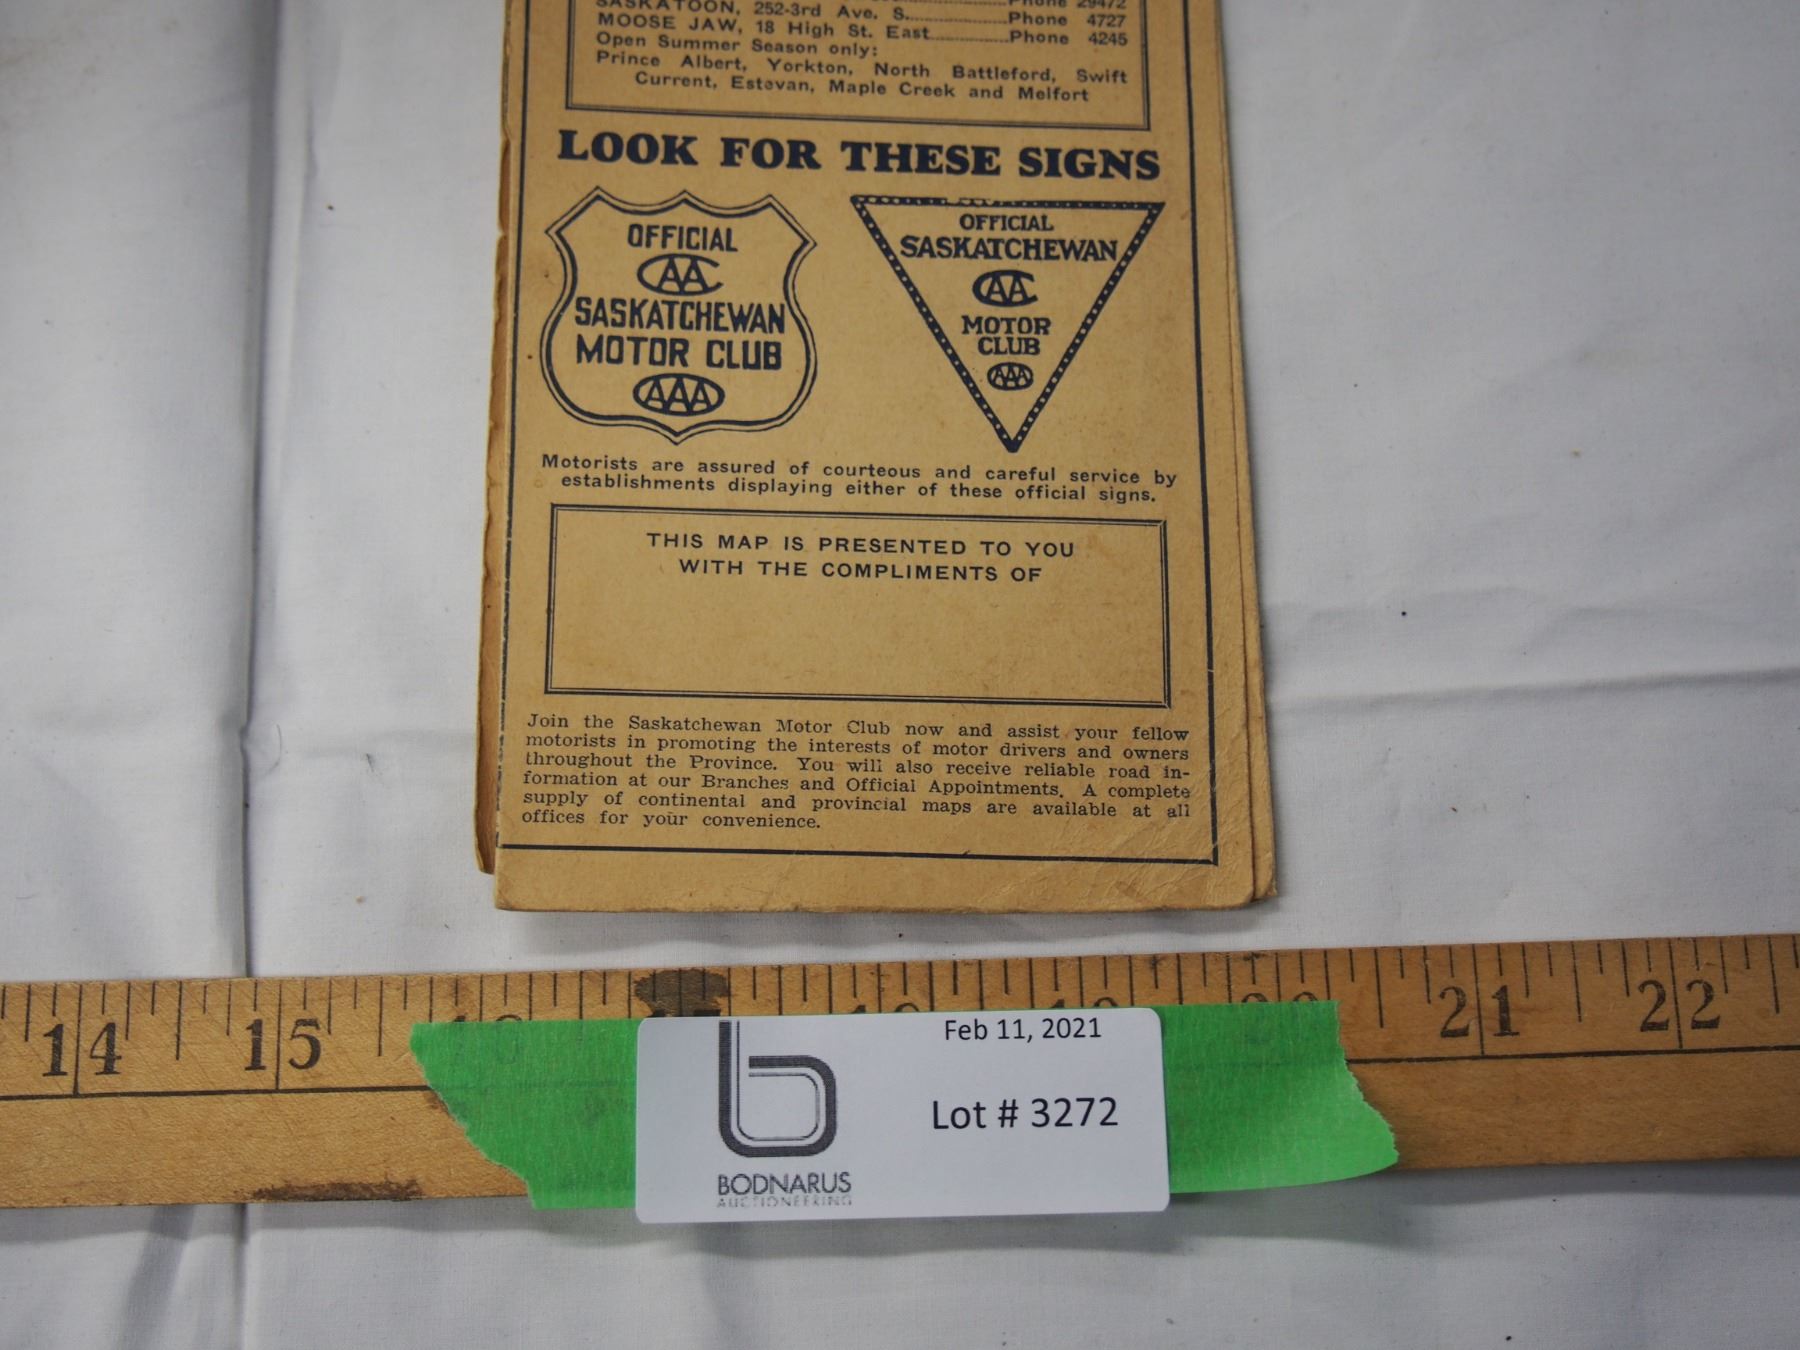 Phone 29472
SASKATOON, 252-3rd Ave. S. Phone 4727
MOOSE JAW, 18 High St. East Phone 4245
Open Summer Season only:
Prince Albert, Yorkton, North Battleford, Swift
Current, Estevan, Maple Creek and Melfort
LOOK FOR THESE SIGNS
OFFICIAL
CAA
SASKATCHEWAN
MOTOR CLUB
AAA
OFFICIAL
SASKATCHEWAN
CAA
MOTOR
CLUB
AAA
Motorists are assured of courteous and careful service by
establishments displaying either of these official signs.
THIS MAP IS PRESENTED TO YOU
WITH THE COMPLIMENTS OF
Join the Saskatchewan Motor Club now and assist your fellow
motorists in promoting the interests of motor drivers and owners
throughout the Province. You will also receive reliable road in-
formation at our Branches and Official Appointments. A complete
supply of continental and provincial maps are available at all
offices for your convenience.
14 15 21 22
Feb 11, 2021
Lot # 3272
BODNARUS
AUCTIONEERING